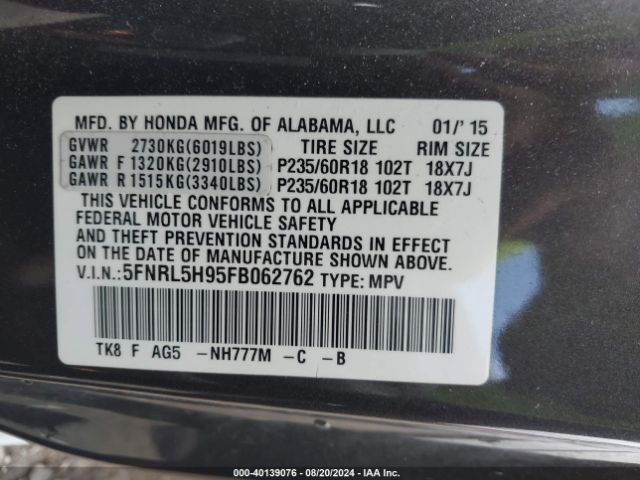 MFD. BY HONDA MFG. OF ALABAMA, LLC 01/' 15
GVWR 2730KG(6019LBS) TIRE SIZE RIM SIZE
GAWR F 1320KG(2910LBS) P235/60R18 102T 18X7J
GAWR R 1515KG(3340LBS) P235/60R18 102T 18X7J
THIS VEHICLE CONFORMS TO ALL APPLICABLE
FEDERAL MOTOR VEHICLE SAFETY
AND THEFT PREVENTION STANDARDS IN EFFECT
ON THE DATE OF MANUFACTURE SHOWN ABOVE.
V.I.N.:5FNRL5H95FB062762 TYPE: MPV
TK8 F AG5 -NH777M -C -B
000-40139076 - 08/20/2024 - IAA Inc.